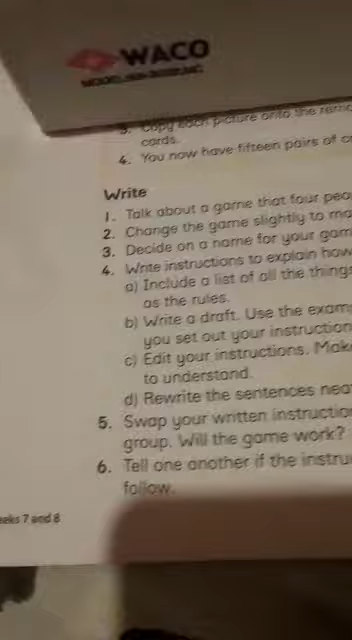 WACO
3. Copy each picture onto the
cards.
4. You now have fifteen pairs of
Write
1. Talk about a game that four
2. Change the game slightly to
3. Decide on a name for your
4. Write instructions to explain how
a) Include a list of all the things
as the rules.
b) Write a draft. Use the
you set out your
c) Edit your instructions.
to understand.
d) Rewrite the sentences
5. Swap your written
group. Will the game work?
6. Tell one another if the
follow.
7 and 8